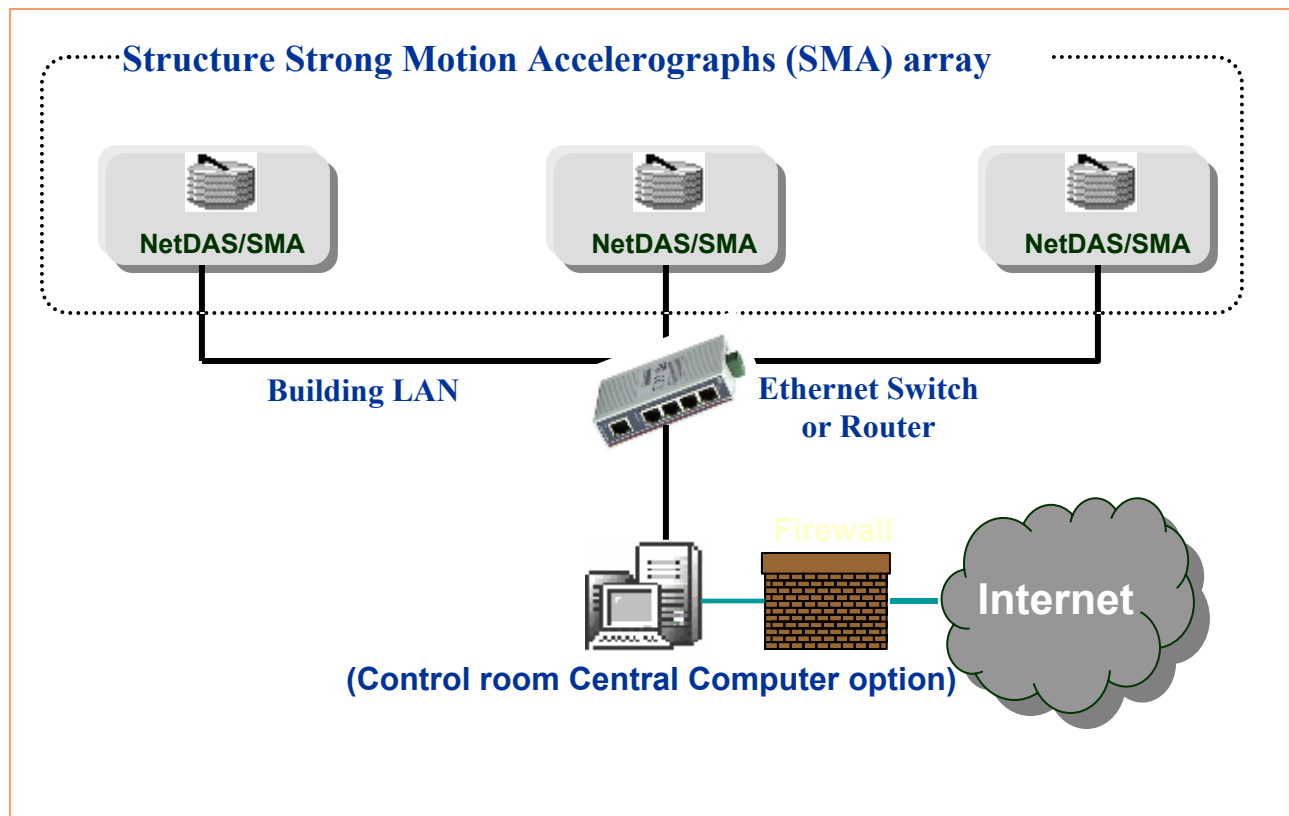 Structure Strong Motion Accelerographs (SMA) array
NetDAS/SMA
NetDAS/SMA
NetDAS/SMA
Building LAN
Ethernet Switch
or Router
Firewall
Internet
(Control room Central Computer option)